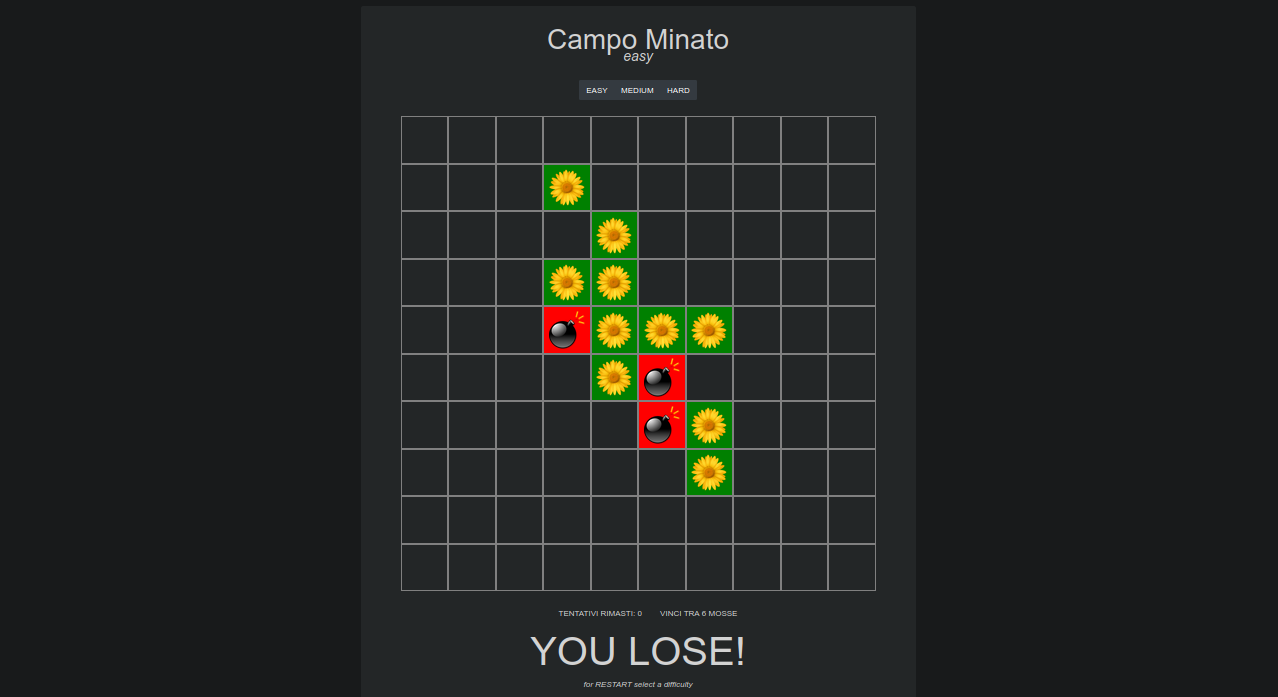 Campo Minato
easy
EASY MEDIUM HARD
TENTATIVI RIMASTI: 0 VINCI TRA 6 MOSSE
YOU LOSE!
for RESTART select a difficulty